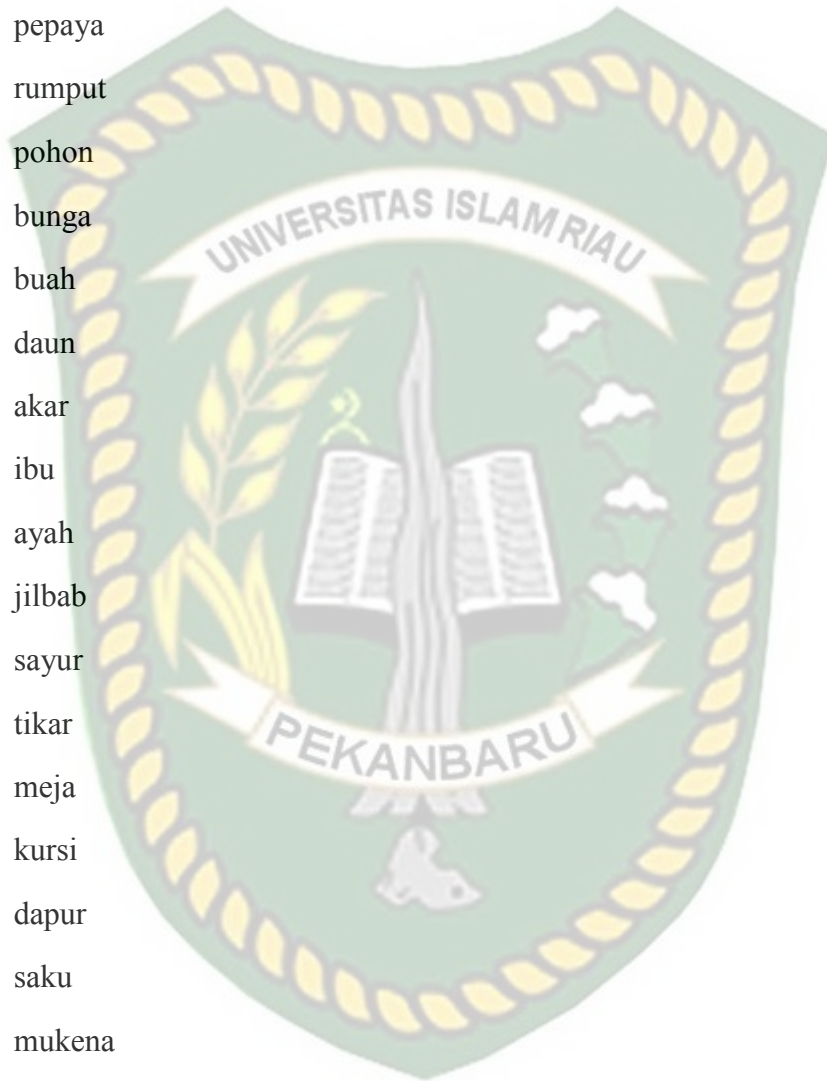 pepaya
rumput
pohon
bunga
buah
daun
akar
ibu
ayah
jilbab
sayur
tikar
meja
kursi
dapur
saku
mukena
UNIVERSITAS ISLAM RIAU
PEKANBARU